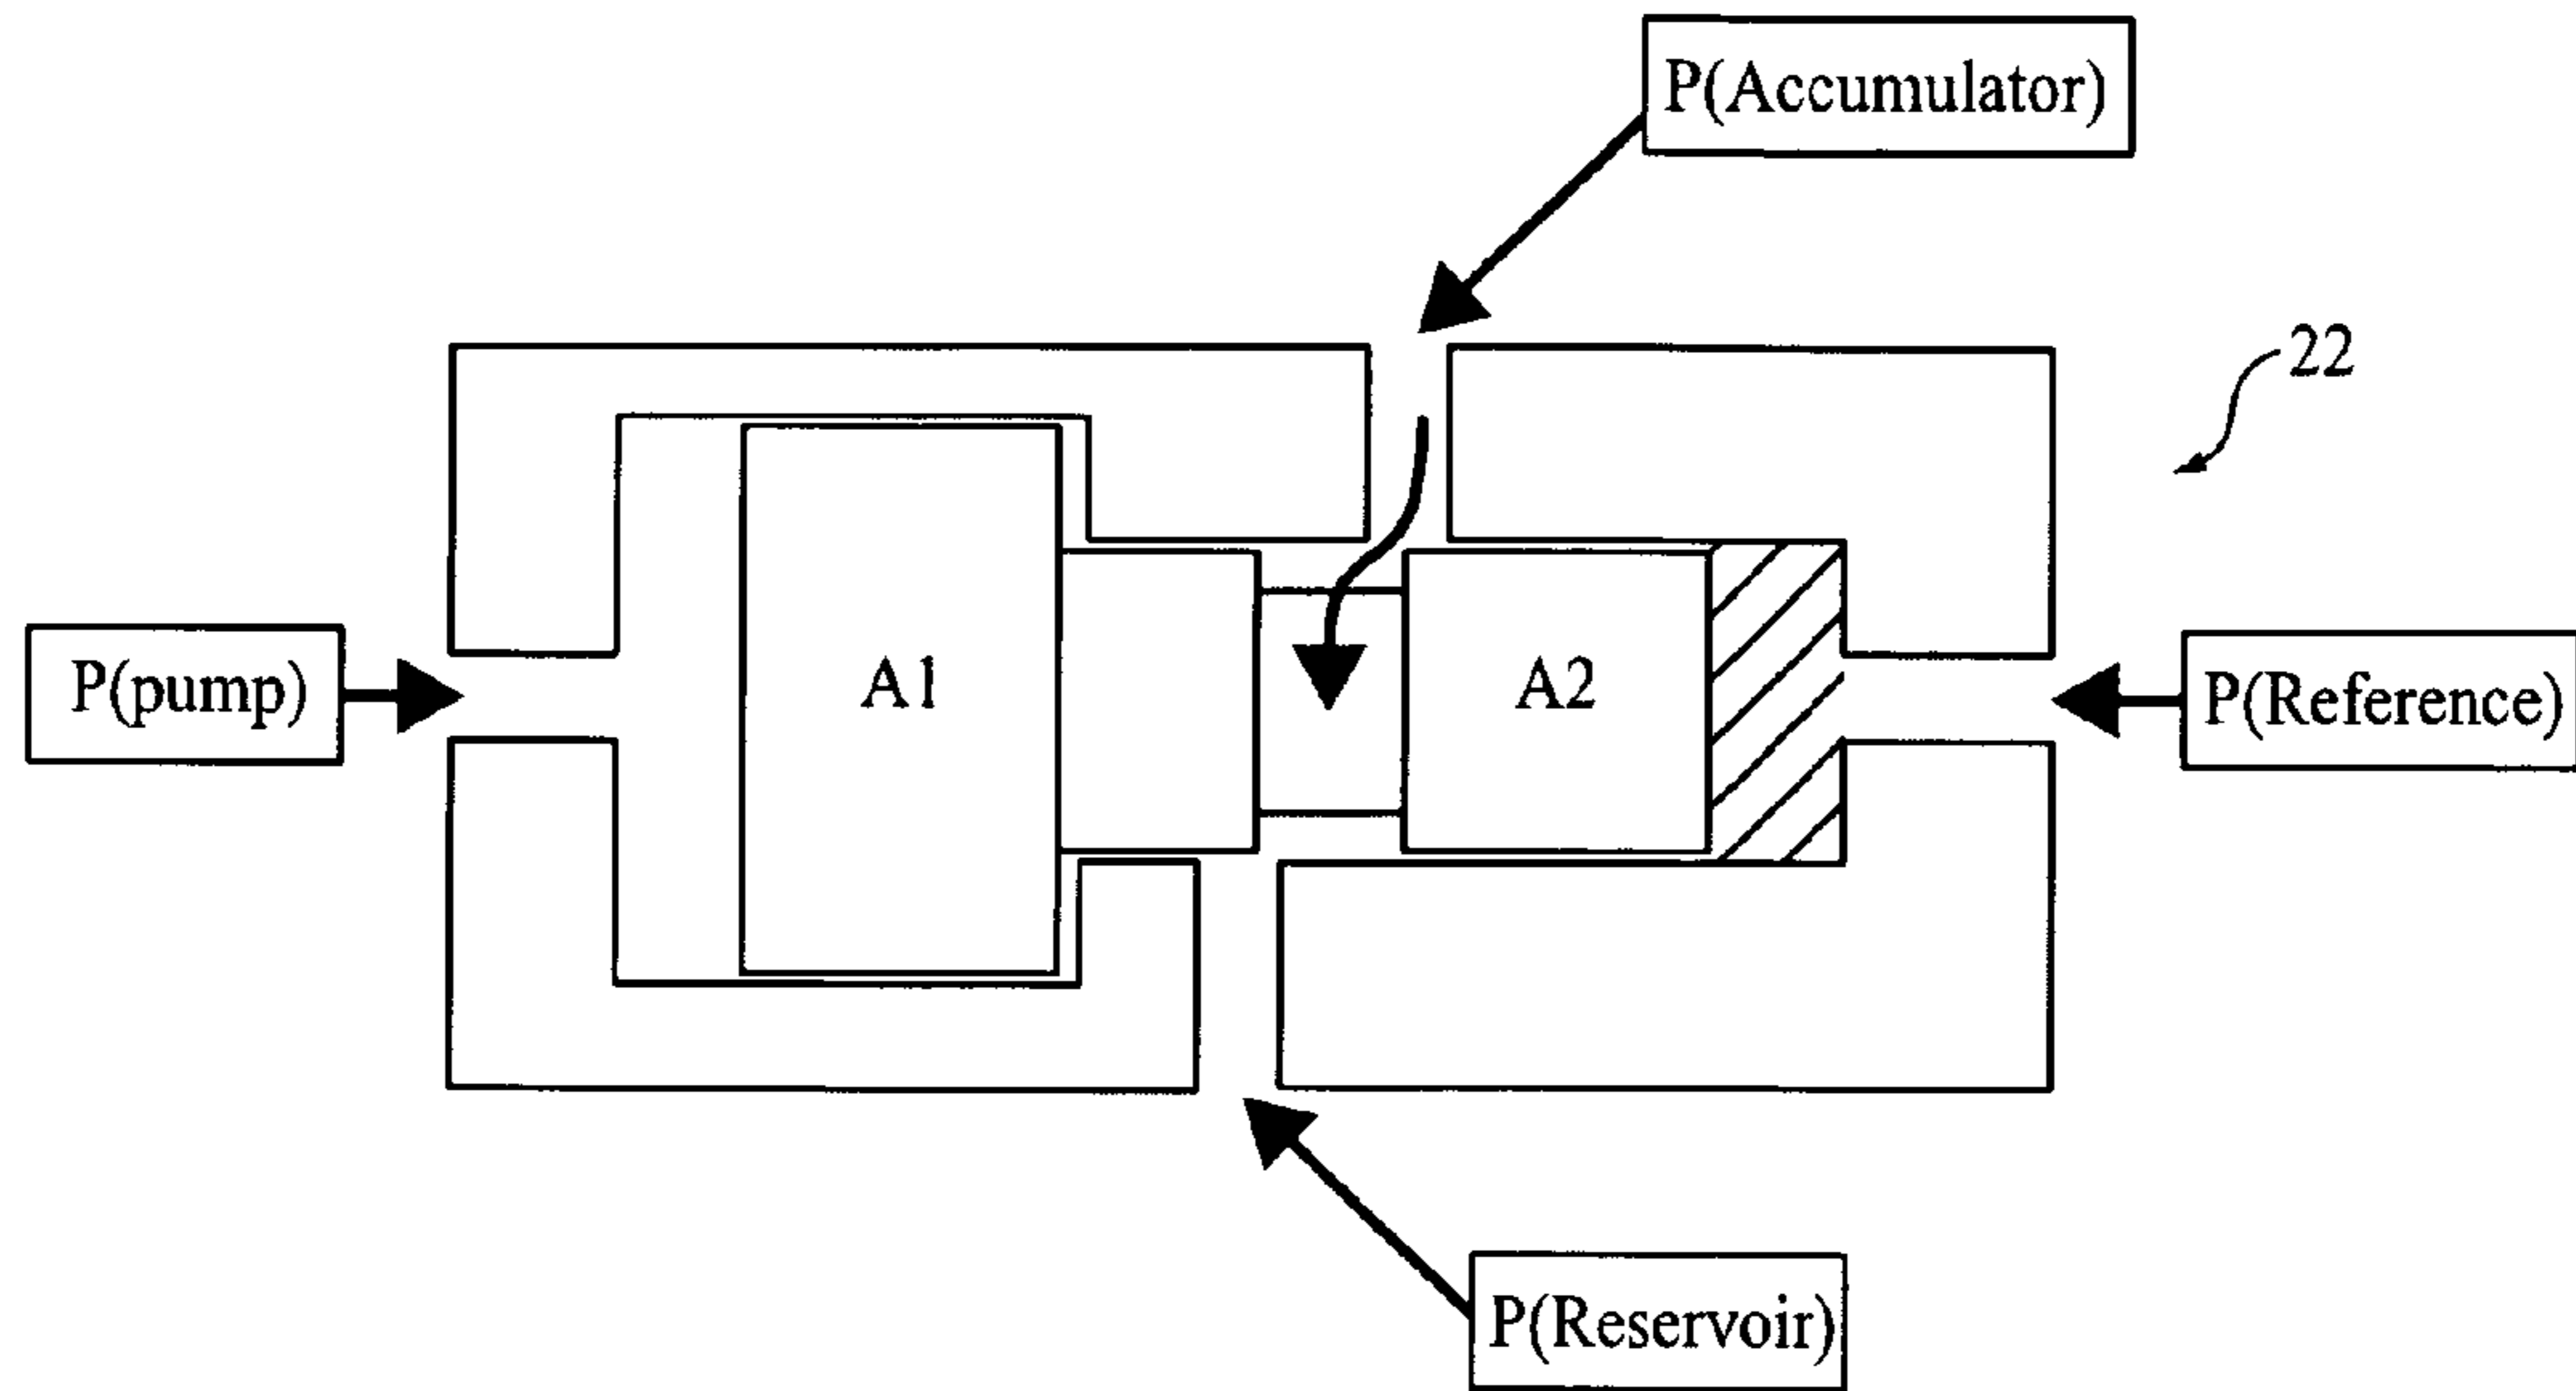 P(Accumulator)
22
P(pump)
A1
A2
P(Reference)
P(Reservoir)